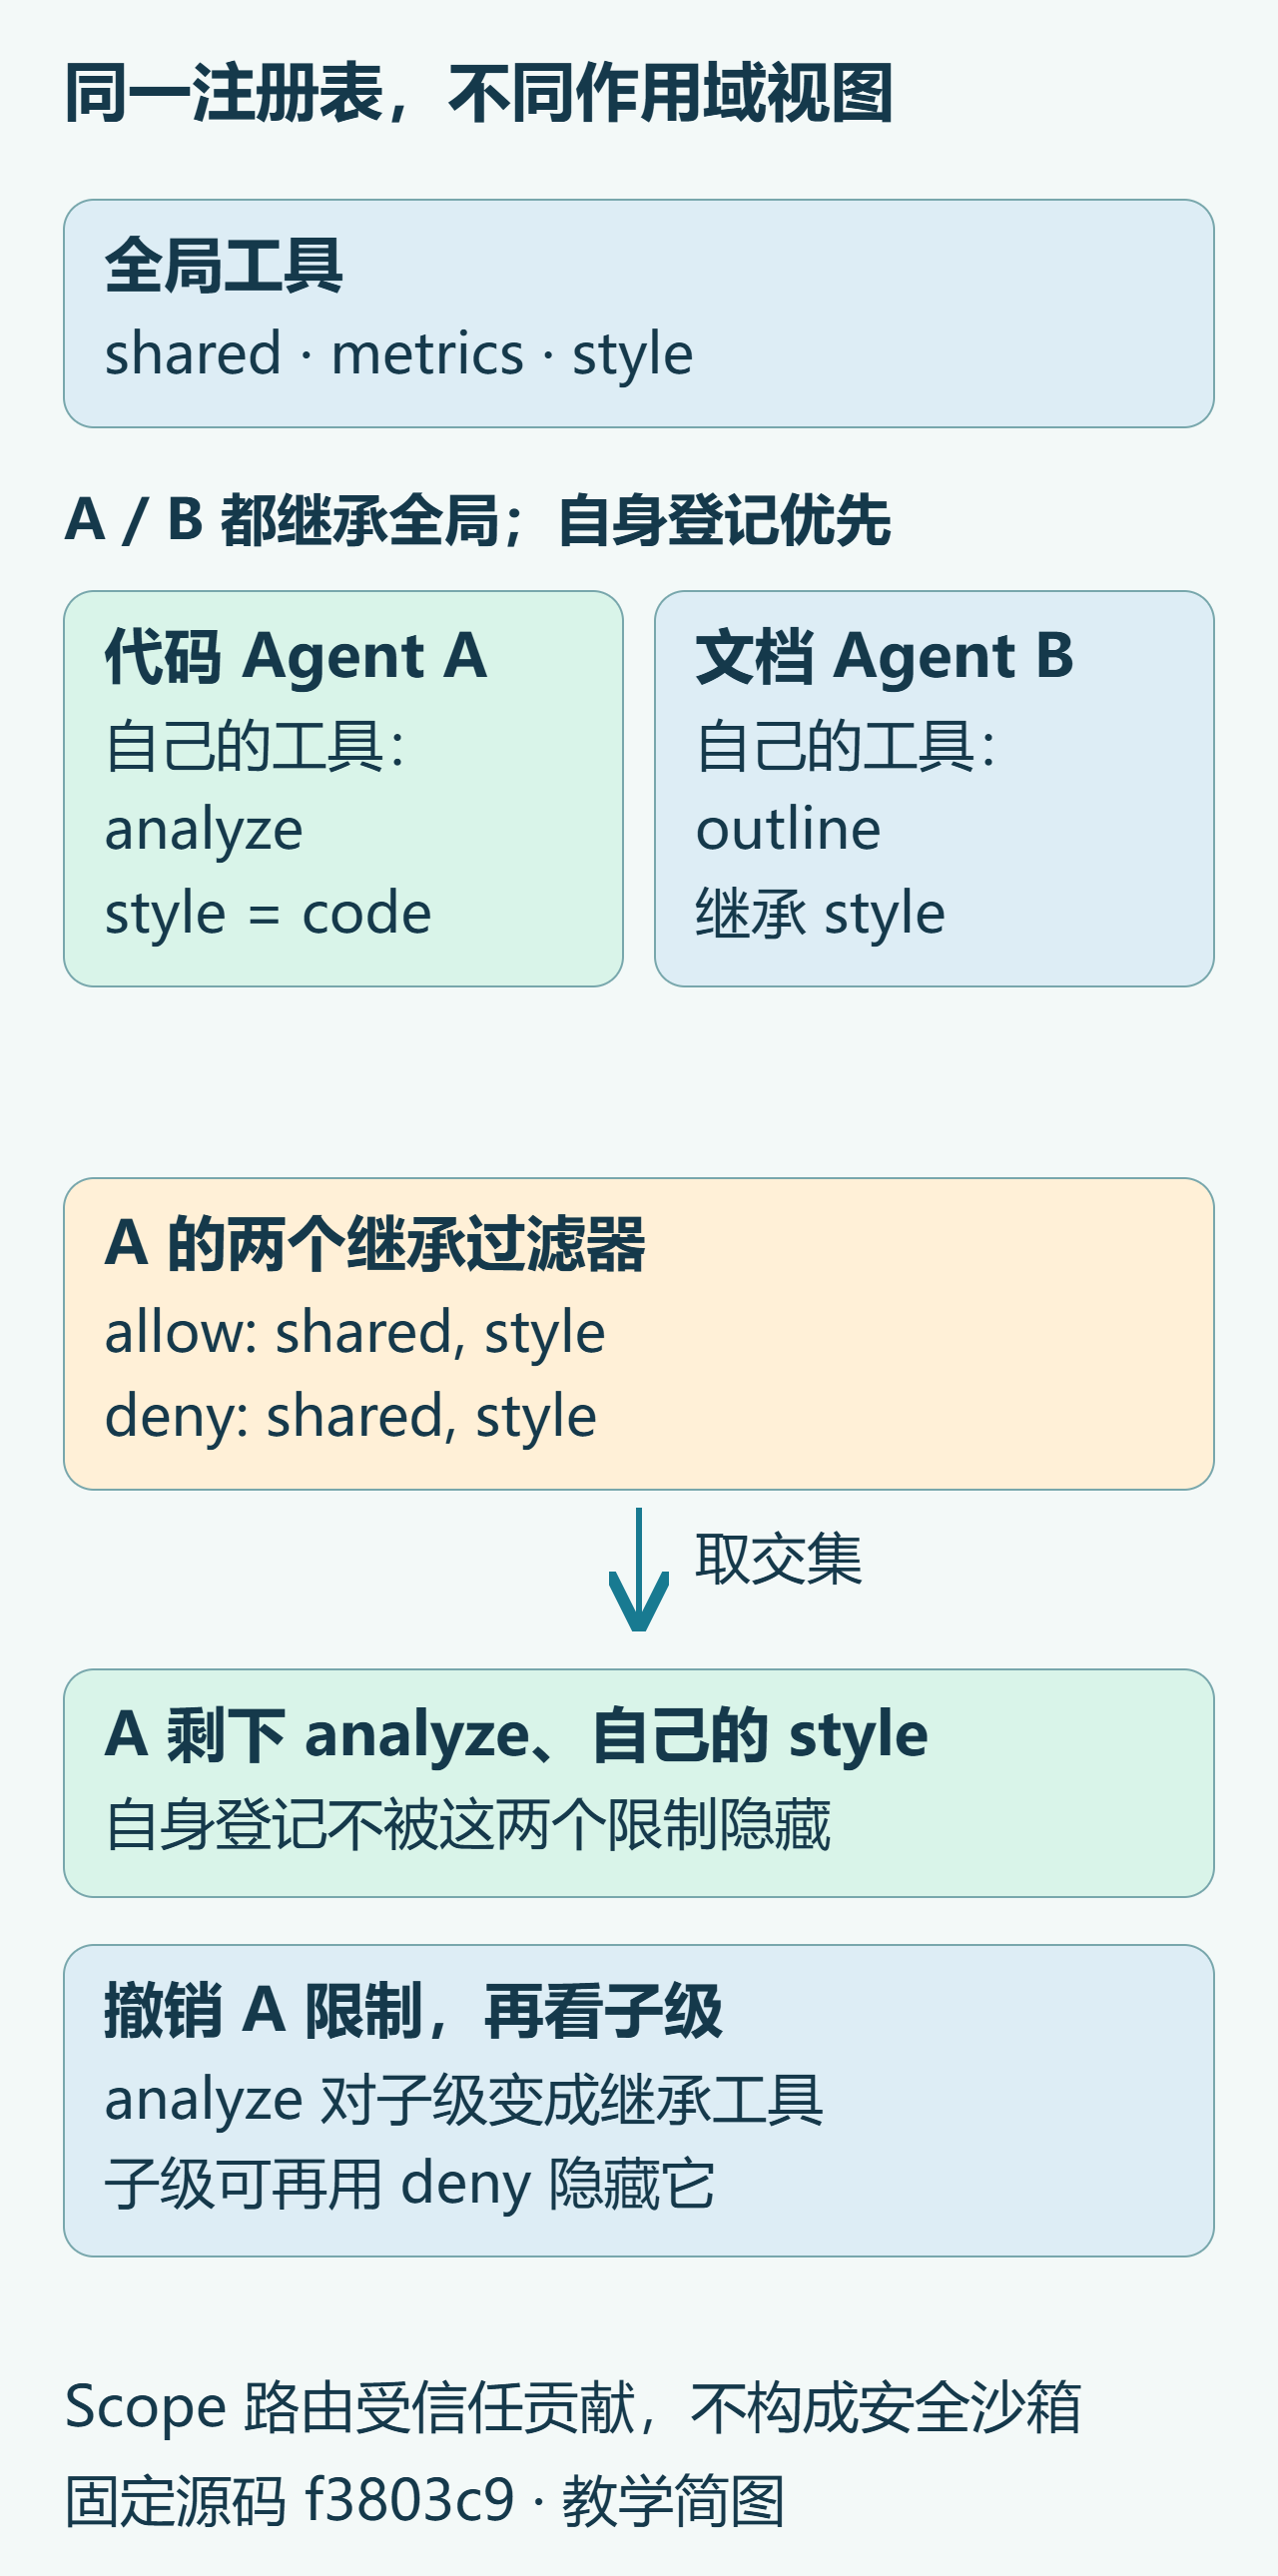 同一注册表，不同作用域视图
全局工具
shared · metrics · style
A / B 都继承全局；自身登记优先
代码 Agent A
自己的工具：
analyze
style = code
文档 Agent B
自己的工具：
outline
继承 style
A 的两个继承过滤器
allow: shared, style
deny: shared, style
取交集
A 剩下 analyze、自己的 style
自身登记不被这两个限制隐藏
撤销 A 限制，再看子级
analyze 对子级变成继承工具
子级可再用 deny 隐藏它
Scope 路由受信任贡献，不构成安全沙箱
固定源码 f3803c9 · 教学简图